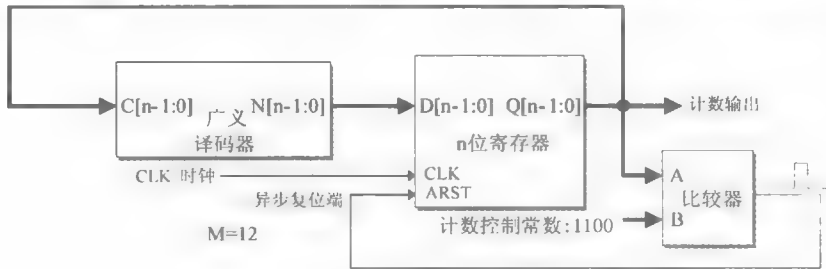 C[n-1:0]
N[n-1:0]
广义
译码器
D[n-1:0]
Q[n-1:0]
n位寄存器
CLK
ARST
计数输出
CLK 时钟
异步复位端
A
比较器
B
计数控制常数:1100
M=12